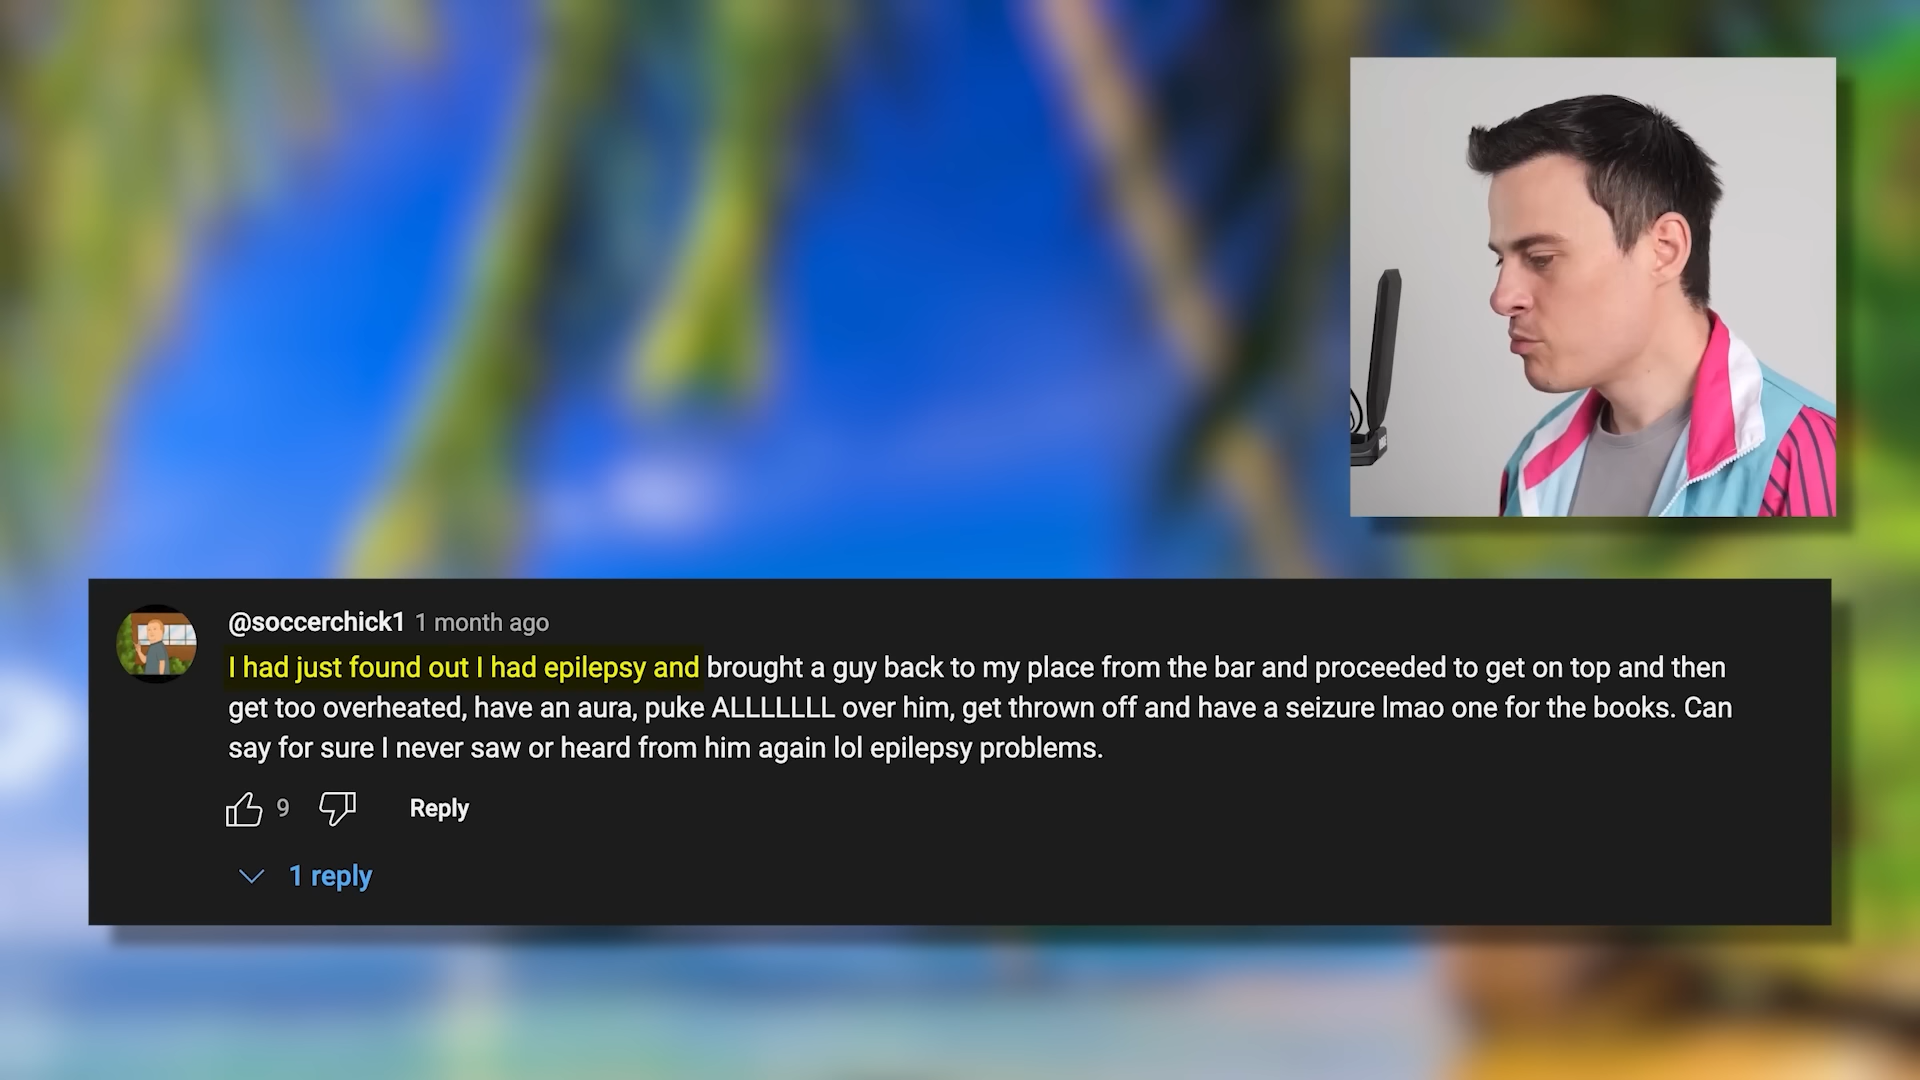 @soccerchick1 1 month ago
I had just found out I had epilepsy and brought a guy back to my place from the bar and proceeded to get on top and then
get too overheated, have an aura, puke ALLLLLLL over him, get thrown off and have a seizure lmao one for the books. Can
say for sure I never saw or heard from him again lol epilepsy problems.
9 Reply
1 reply